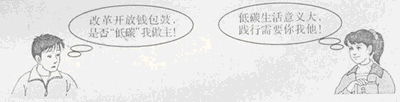 改革开放钱包鼓，
是否“低碳”我做主！
低碳生活意义大，
践行需要你我他！